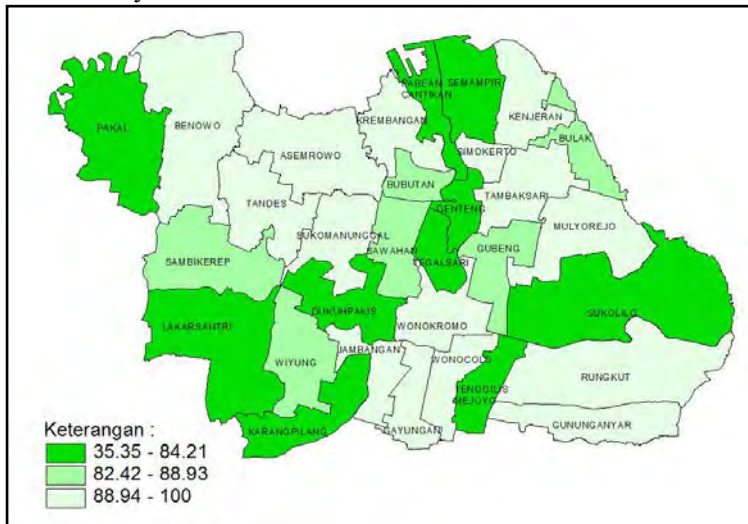 PABEAN
CANTIKAN
SEMAMPIR
PAKAL
BENOWO
KREMBANGAN
KENJERAN
BULAK
ASEMROWO
SIMOKERTO
BUBUTAN
TAMBAKSARI
TANDES
GENTENG
MULYOREJO
SUKOMANUNGGAL
SAWAHAN
GUBENG
SAMBIKEREP
TEGALSARI
DUKUHPAKIS
SUKOLILO
LAKARSANTRI
WONOKROMO
JAMBANGAN
WONOCOLO
WIYUNG
TENGGILIS
MEJOYO
RUNGKUT
KARANGPILANG
GAYUNGAN
GUNUNGANYAR
Keterangan :
35.35 - 84.21
82.42 - 88.93
88.94 - 100